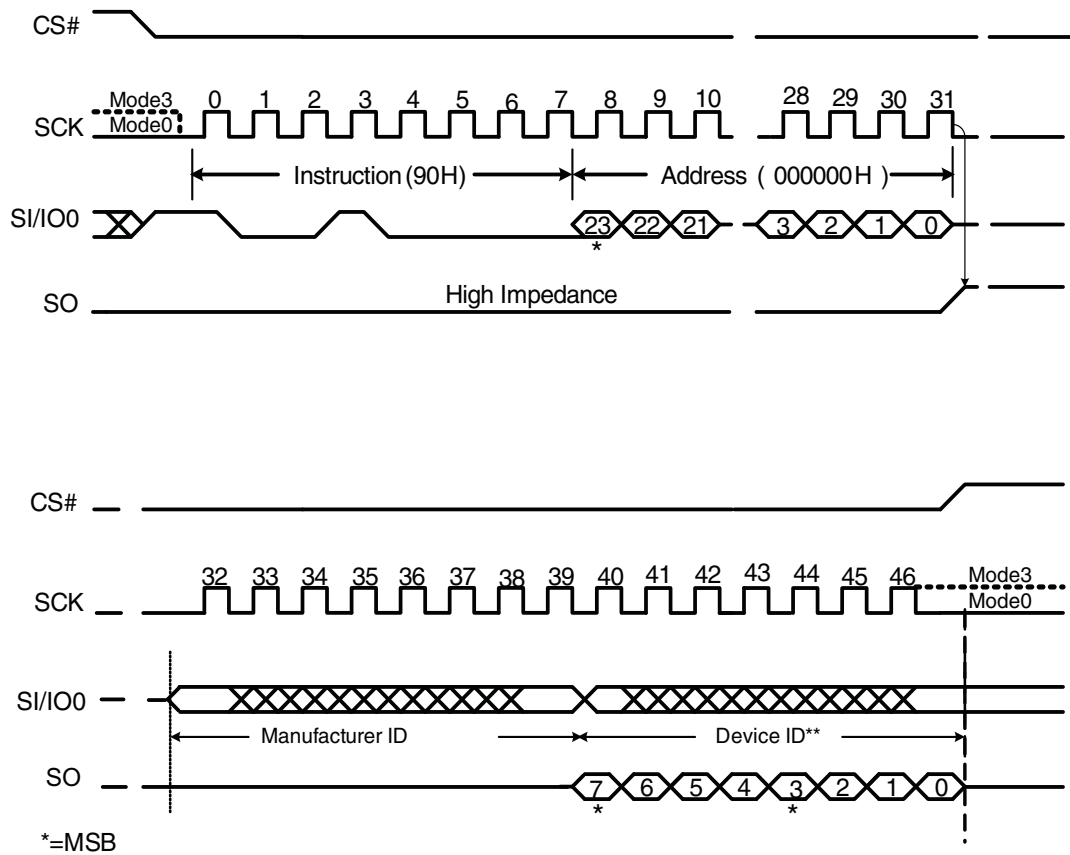 CS#
Mode3
Mode0
SCK
0 1 2 3 4 5 6 7 8 9 10 28 29 30 31
Instruction (90H)
Address ( 000000H )
SI/IO0
23 22 21 3 2 1 0
*
SO
High Impedance
CS#
32 33 34 35 36 37 38 39 40 41 42 43 44 45 46
Mode3
Mode0
SCK
SI/IO0
Manufacturer ID
Device ID**
SO
7 6 5 4 3 2 1 0
* *
*=MSB